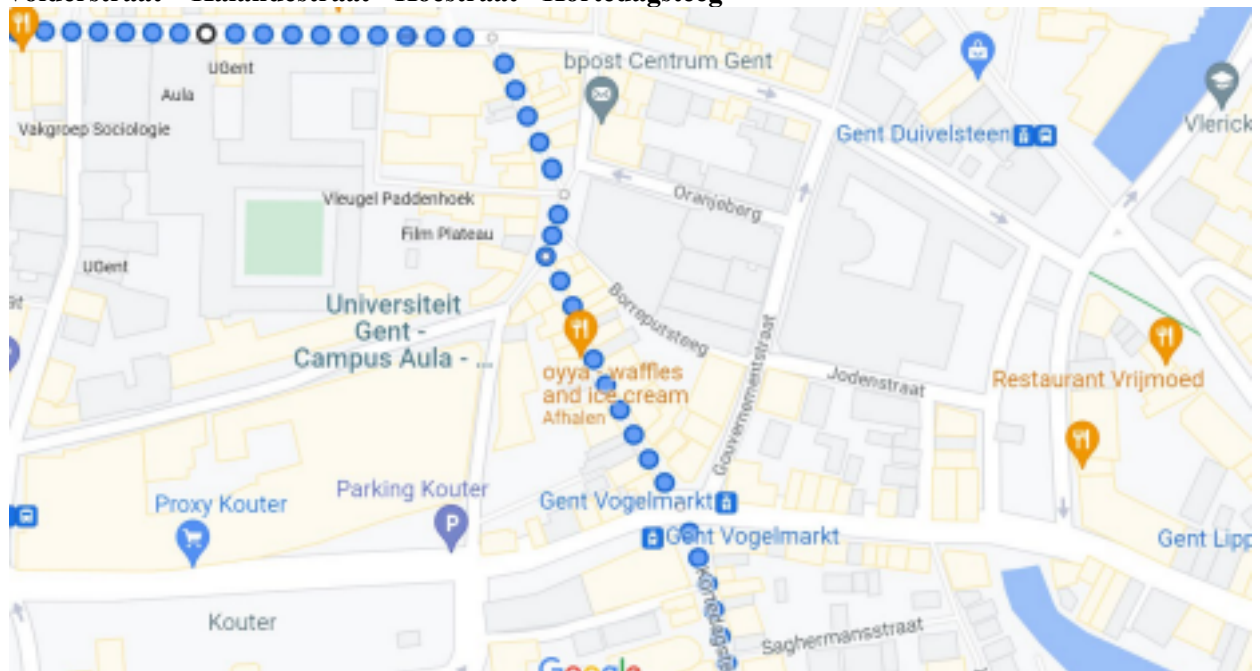 Volderstraat - Kalandestraat - Koestraat - Kortedagsteeg
bpost Centrum Gent
UGent
Aula
Vakgroep Sociologie
Gent Duivelsteen
Vlerick
Vleugel Paddenhoek
Oranjeberg
Film Plateau
UGent
Universiteit
Gent -
Campus Aula - ...
Borreputsteeg
Gouvernementstraat
oyya - waffles
and ice cream
Afhalen
Jodenstraat
Restaurant Vrijmoed
Parking Kouter
P
Proxy Kouter
Gent Vogelmarkt
Gent Vogelmarkt
Gent Lipp
Kouter
Saghermansstraat
Google